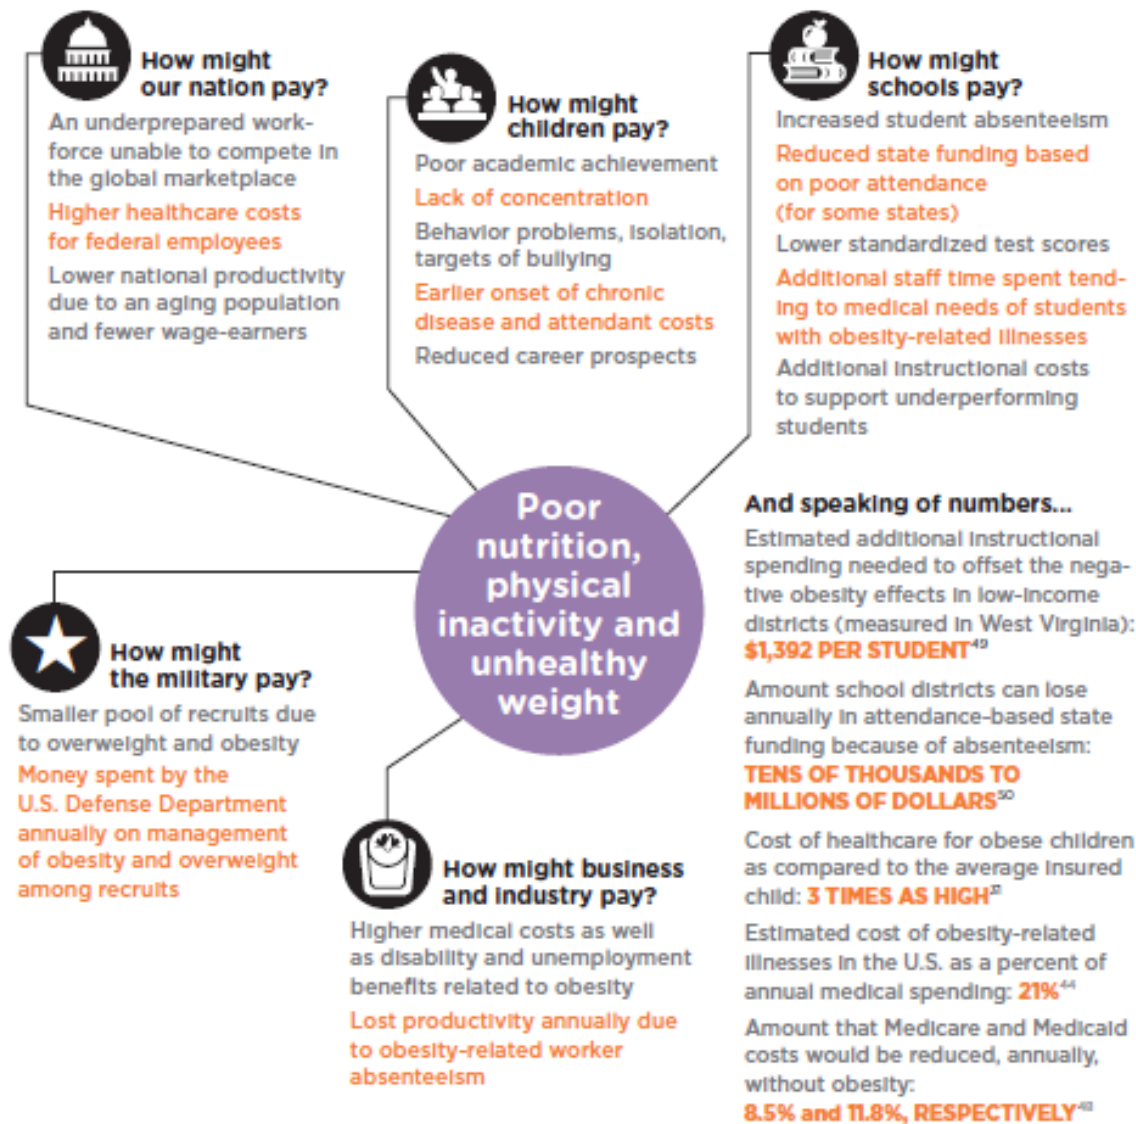 How might
our nation pay?
An underprepared work-
force unable to compete in
the global marketplace
Higher healthcare costs
for federal employees
Lower national productivity
due to an aging population
and fewer wage-earners
How might
children pay?
Poor academic achievement
Lack of concentration
Behavior problems, isolation,
targets of bullying
Earlier onset of chronic
disease and attendant costs
Reduced career prospects
How might
schools pay?
Increased student absenteeism
Reduced state funding based
on poor attendance
(for some states)
Lower standardized test scores
Additional staff time spent tend-
ing to medical needs of students
with obesity-related illnesses
Additional instructional costs
to support underperforming
students
Poor
nutrition,
physical
inactivity and
unhealthy
weight
How might
the military pay?
Smaller pool of recruits due
to overweight and obesity
Money spent by the
U.S. Defense Department
annually on management
of obesity and overweight
among recruits
How might business
and industry pay?
Higher medical costs as well
as disability and unemployment
benefits related to obesity
Lost productivity annually due
to obesity-related worker
absenteeism
And speaking of numbers...
Estimated additional instructional
spending needed to offset the nega-
tive obesity effects in low-income
districts (measured in West Virginia):
$1,392 PER STUDENT49
Amount school districts can lose
annually in attendance-based state
funding because of absenteeism:
TENS OF THOUSANDS TO
MILLIONS OF DOLLARS50
Cost of healthcare for obese children
as compared to the average insured
child: 3 TIMES AS HIGH
Estimated cost of obesity-related
illnesses in the U.S. as a percent of
annual medical spending: 21%44
Amount that Medicare and Medicaid
costs would be reduced, annually,
without obesity:
8.5% and 11.8%, RESPECTIVELY